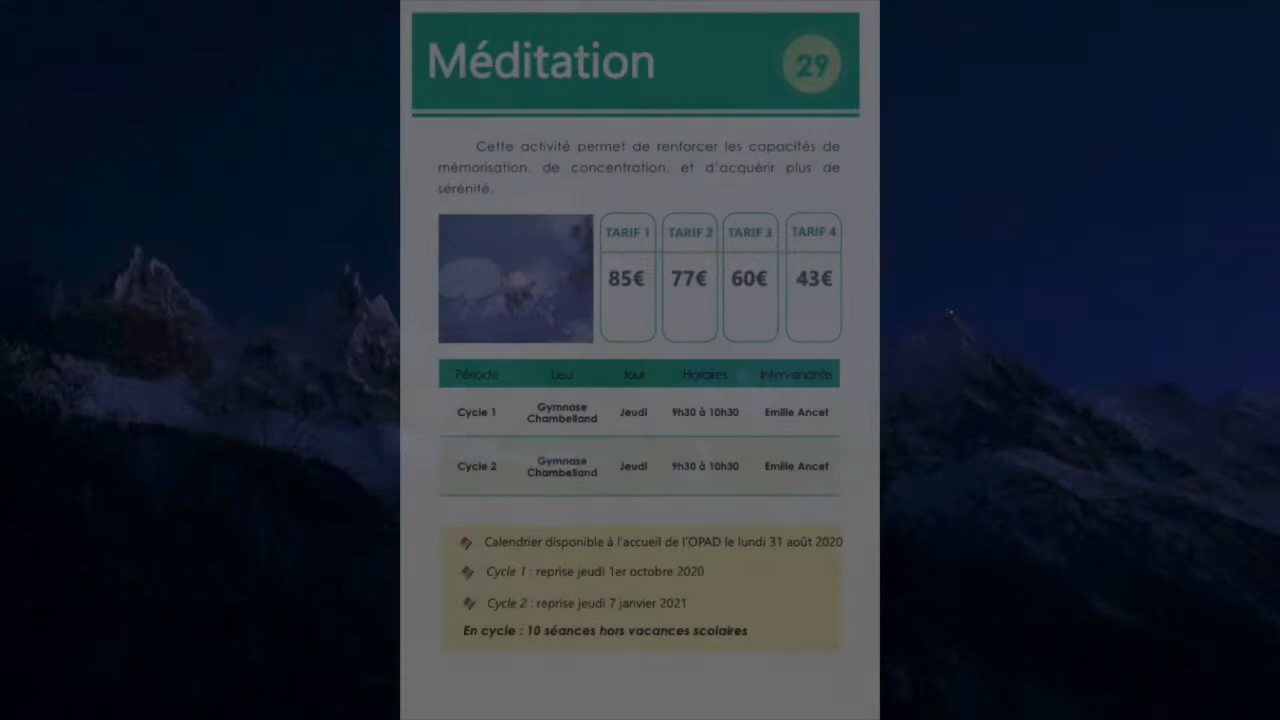 Méditation
29
Cette activité permet de renforcer les capacités de
mémorisation, de concentration, et d'acquérir plus de
sérénité.
TARIF 1 TARIF 2 TARIF 3 TARIF 4
85€ 77€ 60€ 43€
Période Lieu Jour Horaires Intervenante
Cycle 1 Gymnase Chambelland Jeudi 9h30 à 10h30 Emilie Ancet
Cycle 2 Gymnase Chambelland Jeudi 9h30 à 10h30 Emilie Ancet
Calendrier disponible à l'accueil de l'OPAD le lundi 31 août 2020
Cycle 1 : reprise jeudi 1er octobre 2020
Cycle 2 : reprise jeudi 7 janvier 2021
En cycle : 10 séances hors vacances scolaires